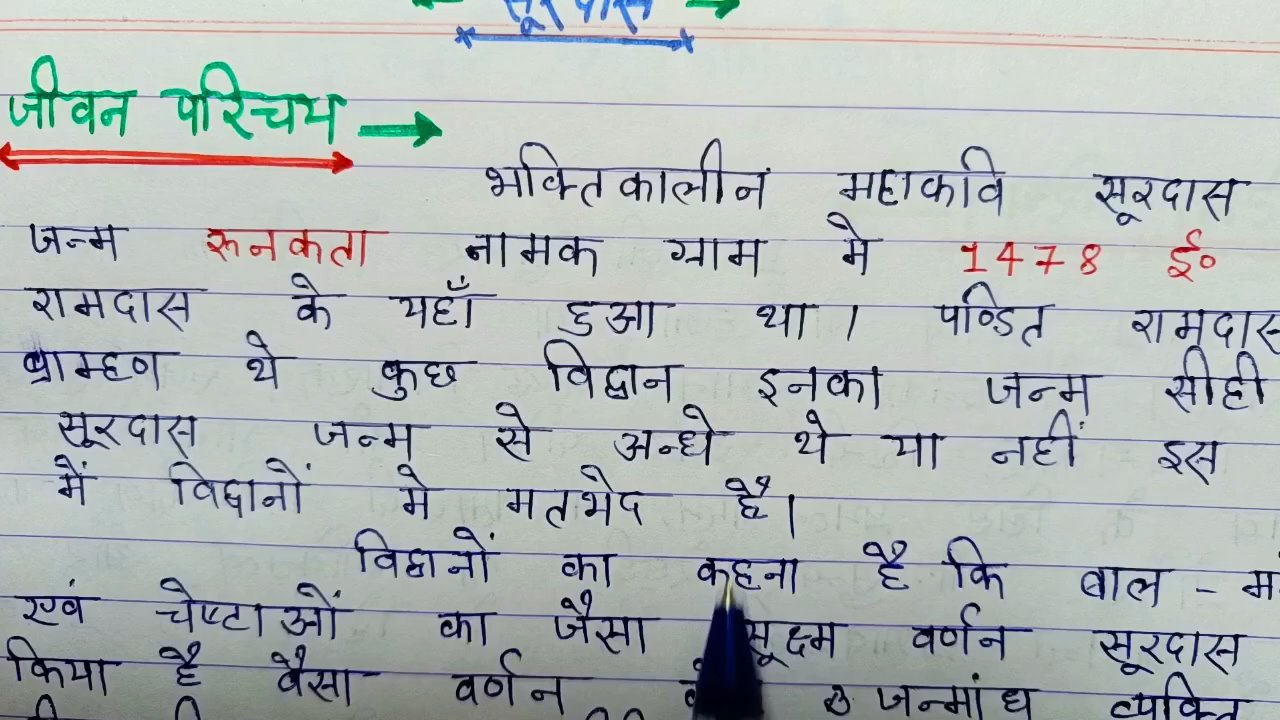 सूरदास
जीवन परिचय
भक्तिकालीन महाकवि सूरदास
जन्म रूनकता नामक ग्राम मे 1478 ई०
रामदास के यहाँ हुआ था। पण्डित रामदास
ब्राम्हण थे कुछ विद्वान इनका जन्म सीही
सूरदास जन्म से अन्धे थे या नहीं इस
में विद्वानों मे मतभेद है।
विद्वानों का कहना है कि बाल -
एवं चेष्टाओं का जैसा सूक्ष्म वर्णन सूरदास
किया है वैसा वर्णन जन्मांध व्यक्ति